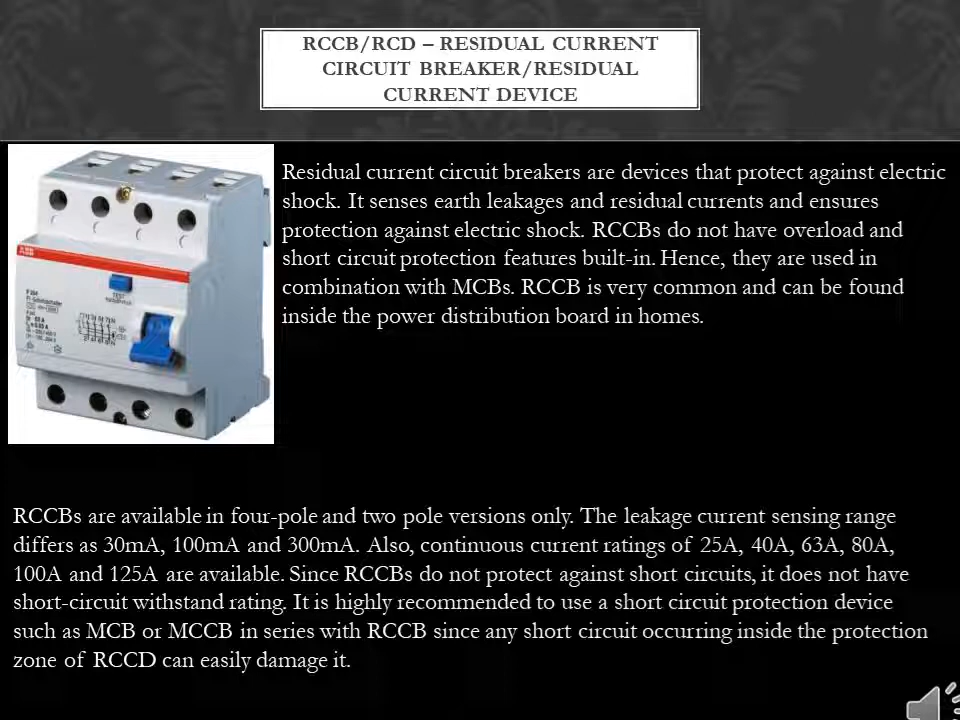 RCCB/RCD – RESIDUAL CURRENT
CIRCUIT BREAKER/RESIDUAL
CURRENT DEVICE
Residual current circuit breakers are devices that protect against electric
shock. It senses earth leakages and residual currents and ensures
protection against electric shock. RCCBs do not have overload and
short circuit protection features built-in. Hence, they are used in
combination with MCBs. RCCB is very common and can be found
inside the power distribution board in homes.
ABB
TEST
RCCBs are available in four-pole and two pole versions only. The leakage current sensing range
differs as 30mA, 100mA and 300mA. Also, continuous current ratings of 25A, 40A, 63A, 80A,
100A and 125A are available. Since RCCBs do not protect against short circuits, it does not have
short-circuit withstand rating. It is highly recommended to use a short circuit protection device
such as MCB or MCCB in series with RCCB since any short circuit occurring inside the protection
zone of RCCD can easily damage it.